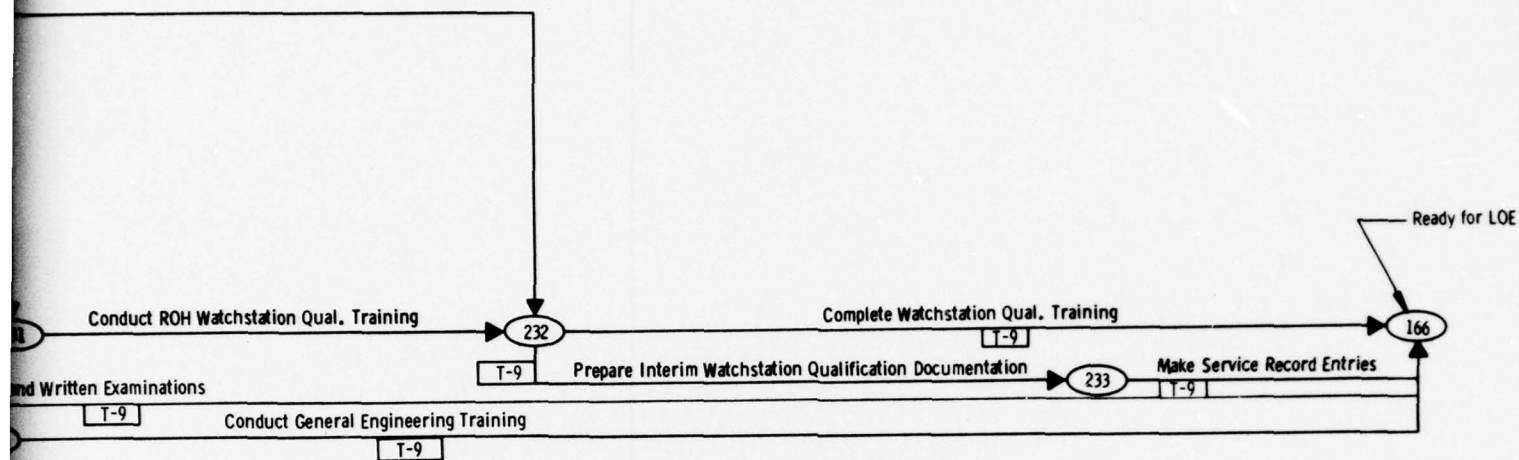 Ready for LOE
Conduct ROH Watchstation Qual. Training
232
Complete Watchstation Qual. Training
T-9
166
T-9
Prepare Interim Watchstation Qualification Documentation
233
Make Service Record Entries
T-9
Written Examinations
T-9
Conduct General Engineering Training
T-9